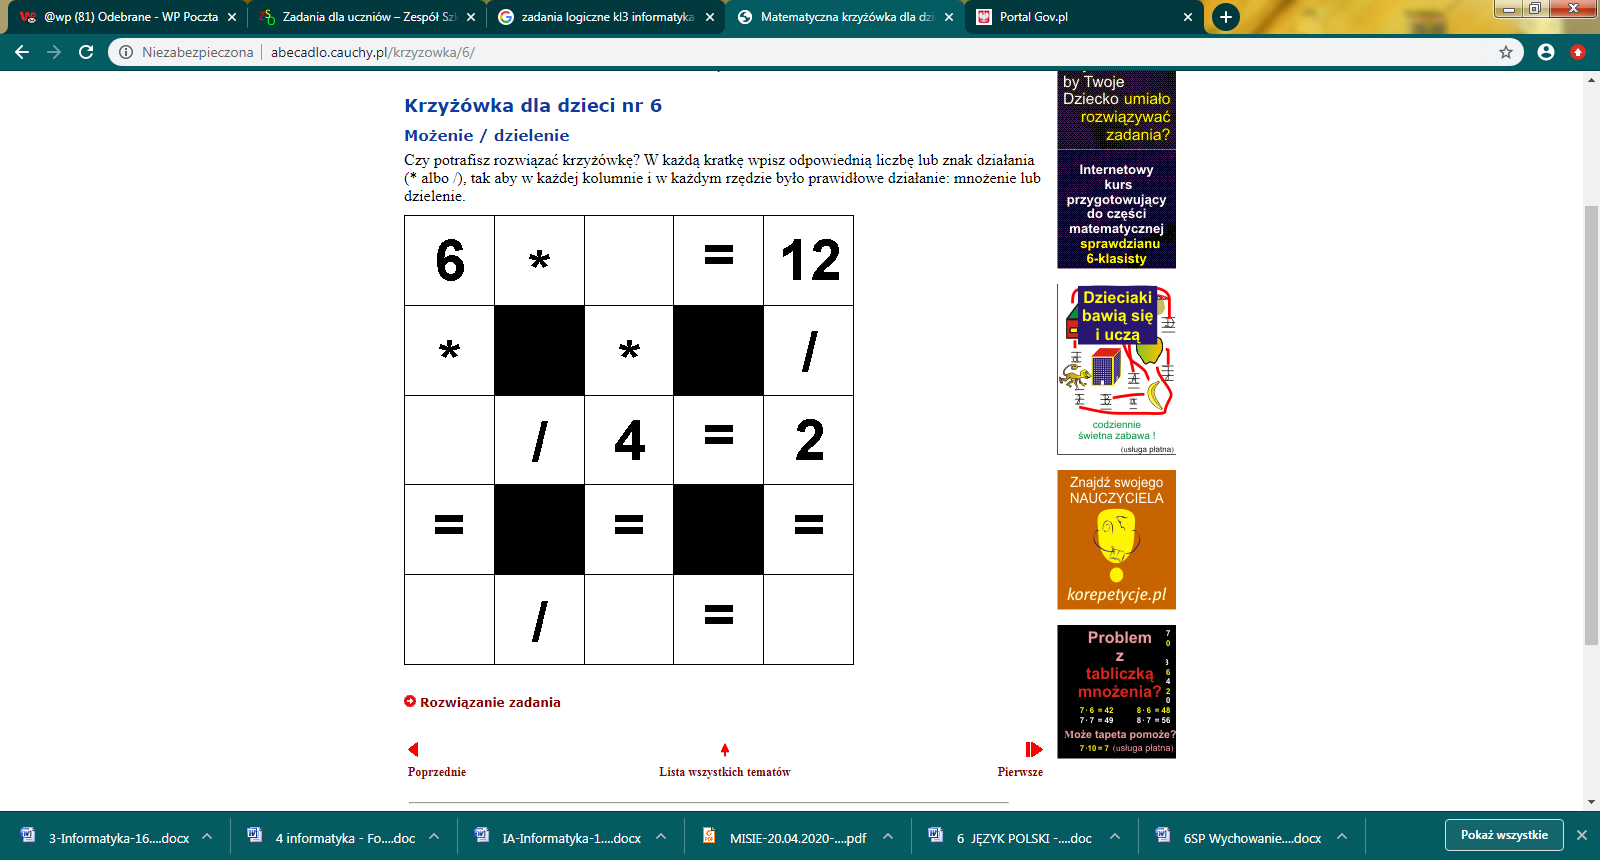 @wp (81) Odebrane - WP Poczta
Zadania dla uczniów – Zespół Szk
zadania logiczne kl3 informatyka
Matematyczna krzyżówka dla dzi
Portal Gov.pl
Niezabezpieczona | abecadlo.cauchy.pl/krzyzowka/6/
Krzyżówka dla dzieci nr 6
Możenie / dzielenie
Czy potrafisz rozwiązać krzyżówkę? W każdą kratkę wpisz odpowiednią liczbę lub znak działania
(* albo /), tak aby w każdej kolumnie i w każdym rzędzie było prawidłowe działanie: mnożenie lub
dzielenie.
6 * = 12
* * /
/ 4 = 2
= = =
/ =
Rozwiązanie zadania
Poprzednie
Lista wszystkich tematów
Pierwsze
by Twoje
Dziecko umiało
rozwiązywać
zadania?
Internetowy
kurs
przygotowujący
do części
matematycznej
sprawdzianu
6-klasisty
Dzieciaki
bawią się
i uczą
codziennie
świetna zabawa !
(usługa płatna)
Znajdź swojego
NAUCZYCIELA
korepetycje.pl
Problem
z
tabliczką
mnożenia?
7 · 6 = 42 8 · 6 = 48
7 · 7 = 49 8 · 7 = 56
Może tapeta pomoże?
7 ·10 = 7 (usługa płatna)
3-Informatyka-16....docx
4 informatyka - Fo....doc
IA-Informatyka-1....docx
MISIE-20.04.2020-....pdf
6 JĘZYK POLSKI -....doc
6SP Wychowanie....docx
Pokaż wszystkie